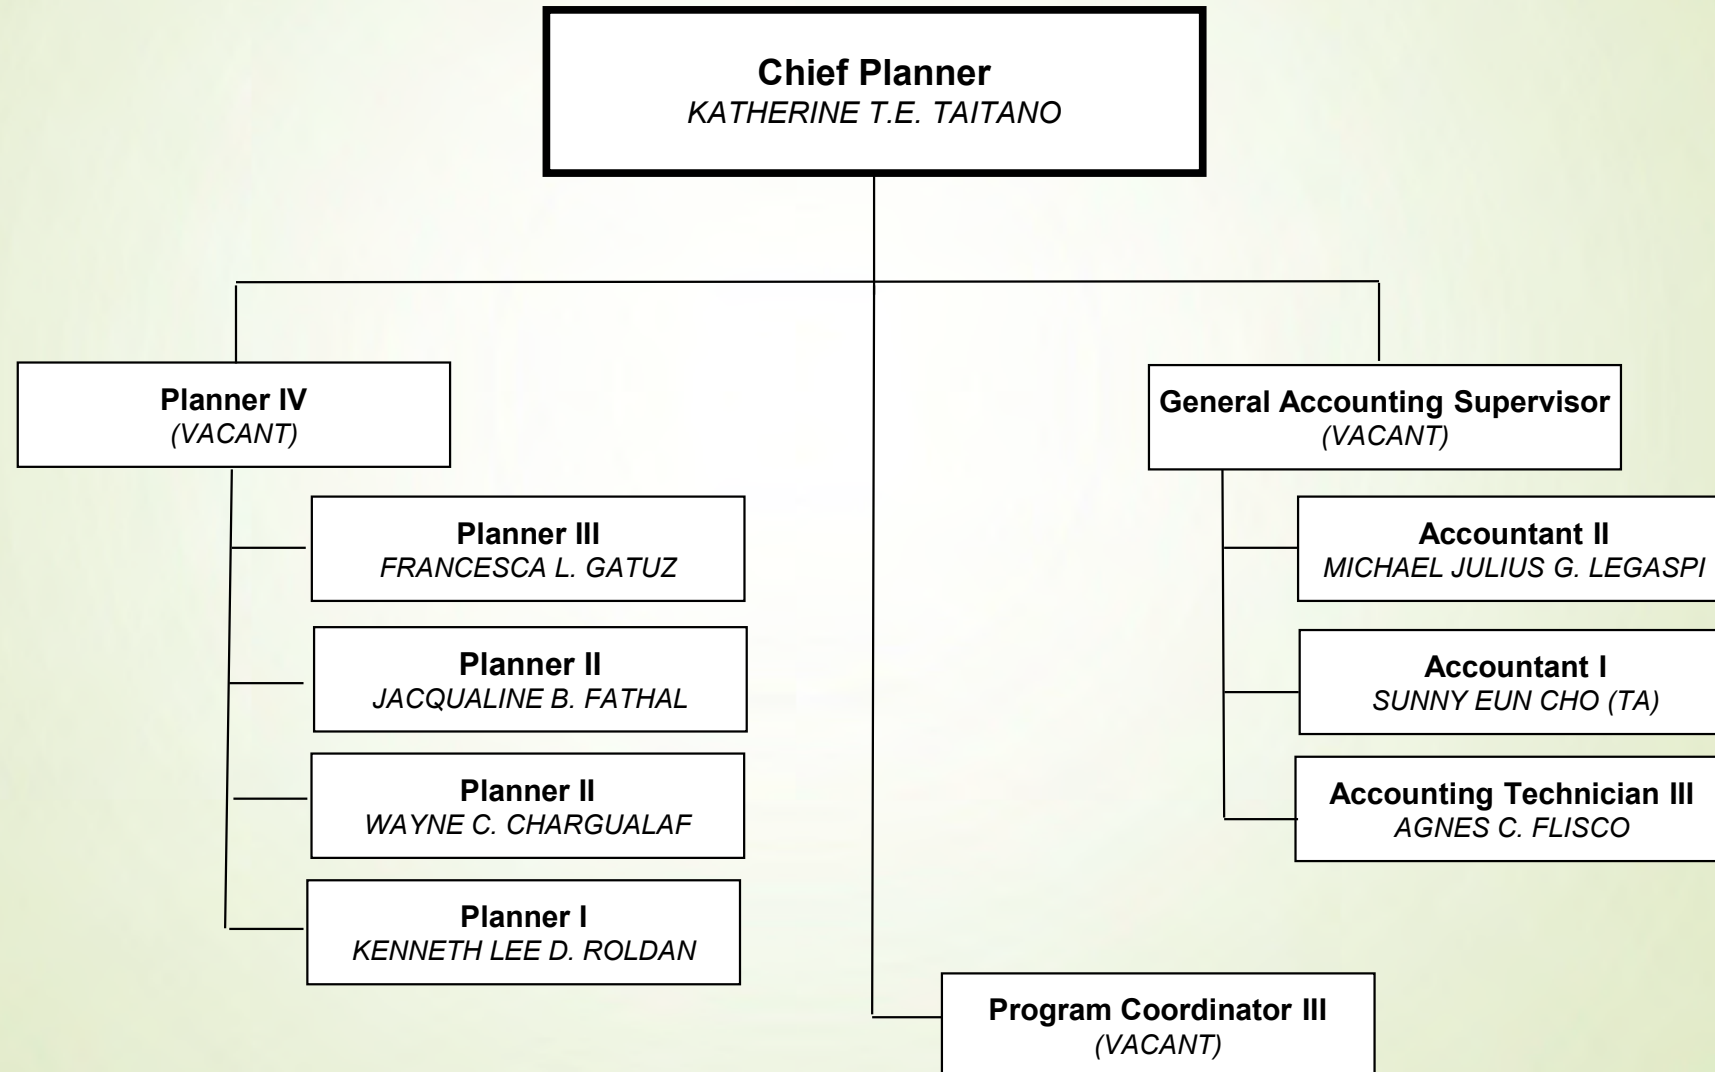 Chief Planner
KATHERINE T.E. TAITANO
Planner IV
(VACANT)
Planner III
FRANCESCA L. GATUZ
Planner II
JACQUALINE B. FATHAL
Planner II
WAYNE C. CHARGUALAF
Planner I
KENNETH LEE D. ROLDAN
General Accounting Supervisor
(VACANT)
Accountant II
MICHAEL JULIUS G. LEGASPI
Accountant I
SUNNY EUN CHO (TA)
Accounting Technician III
AGNES C. FLISCO
Program Coordinator III
(VACANT)